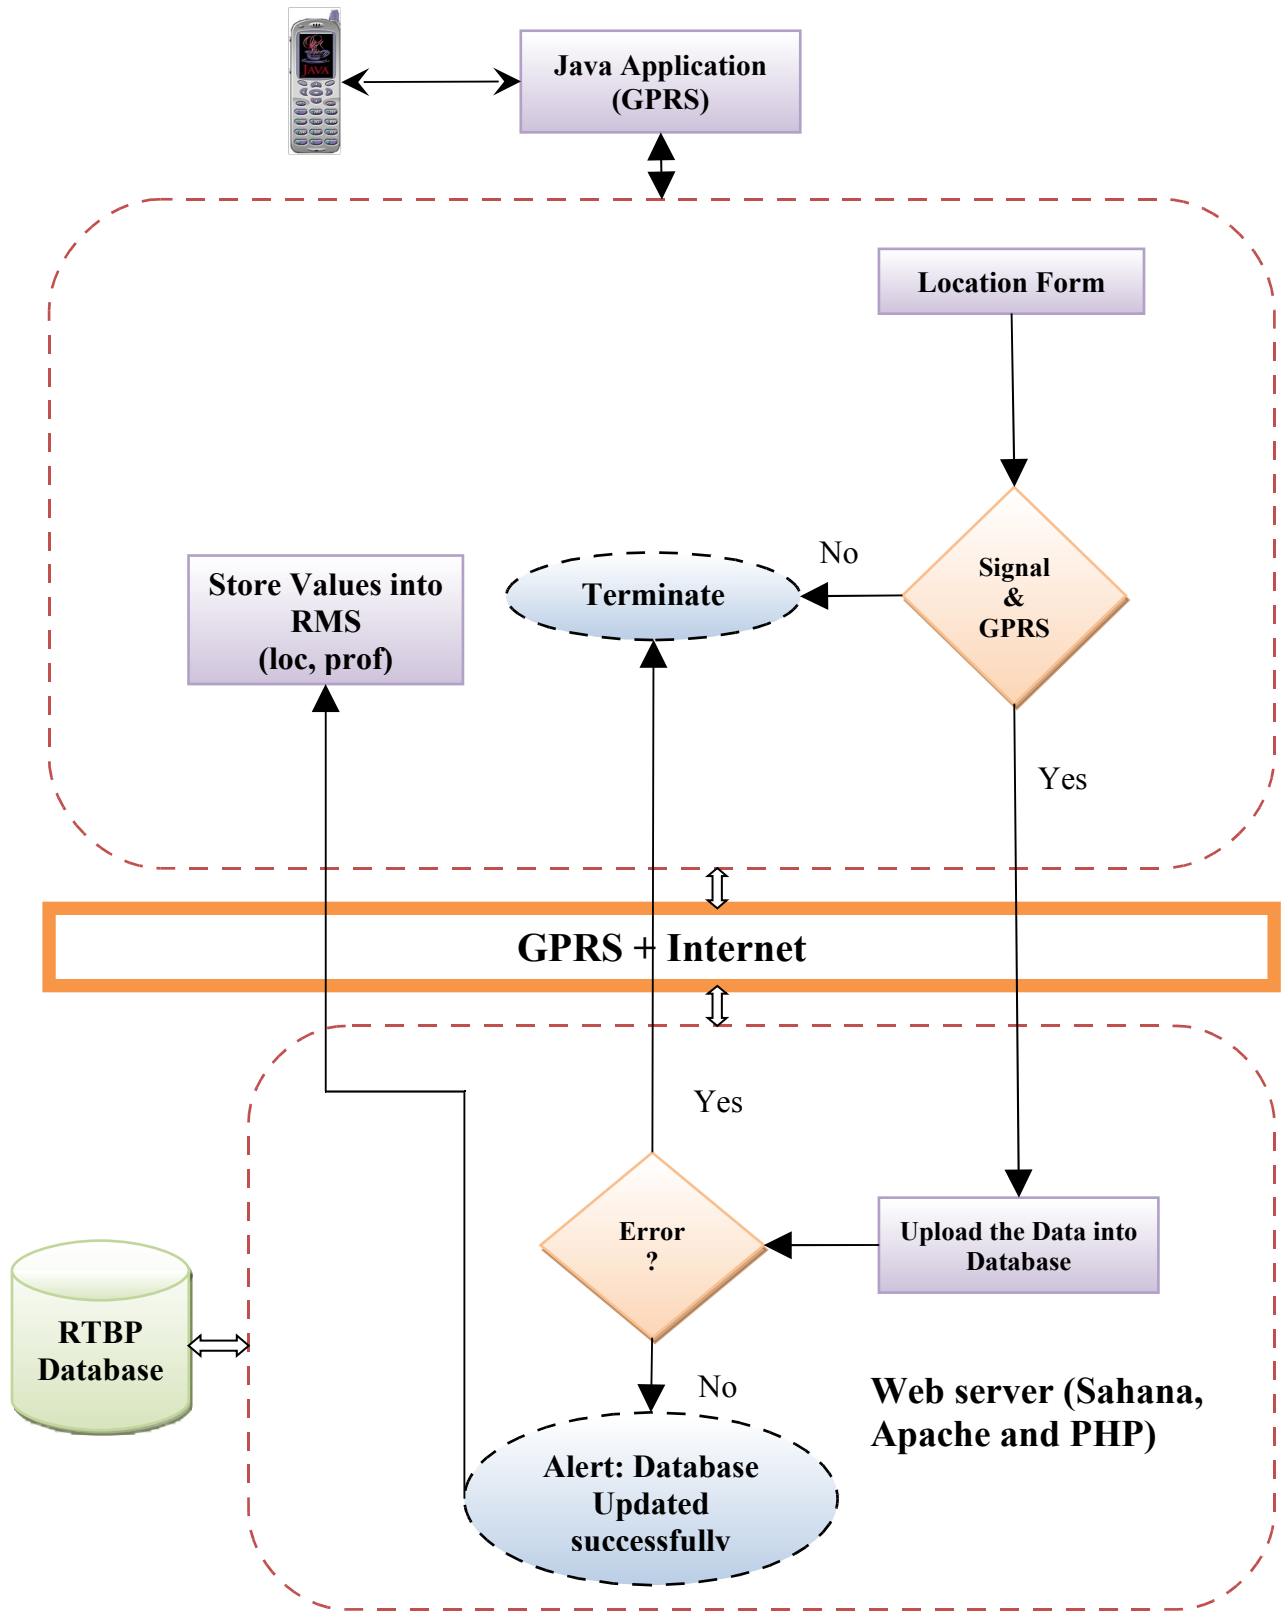 JAVA
Java Application
(GPRS)
Location Form
Signal
&
GPRS
No
Terminate
Store Values into
RMS
(loc, prof)
Yes
GPRS + Internet
Yes
Error
?
Upload the Data into
Database
No
RTBP
Database
Web server (Sahana,
Apache and PHP)
Alert: Database
Updated
successfully